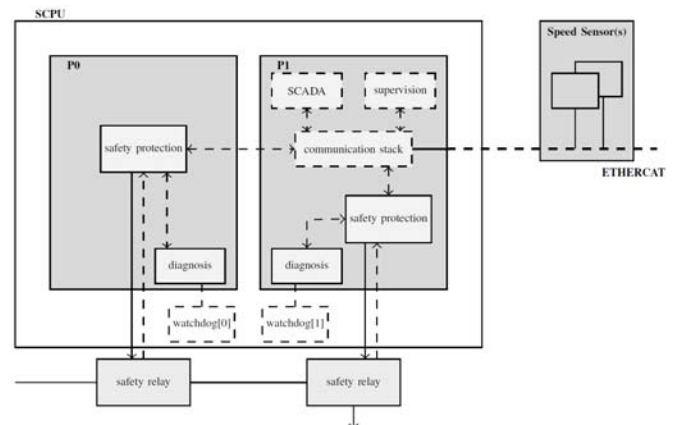 SCPU
P0
P1
Speed Sensor(s)
SCADA
supervision
safety protection
communication stack
ETHERCAT
safety protection
diagnosis
diagnosis
watchdog[0]
watchdog[1]
safety relay
safety relay